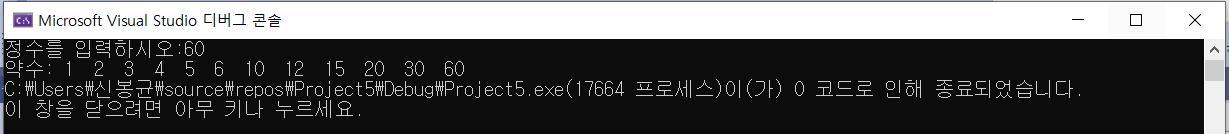 Microsoft Visual Studio 디버그 콘솔
정수를 입력하시오:60
약수: 1 2 3 4 5 6 10 12 15 20 30 60
C:₩Users₩신봉균₩source₩repos₩Project5₩Debug₩Project5.exe(17664 프로세스)이(가) 0 코드로 인해 종료되었습니다.
이 창을 닫으려면 아무 키나 누르세요.